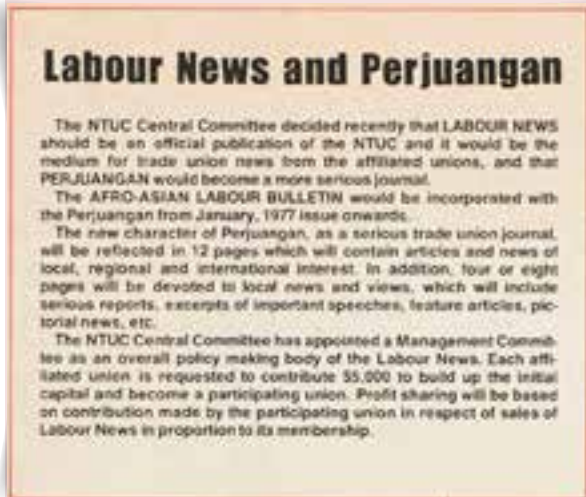 Labour News and Perjuangan
The NTUC Central Committee decided recently that LABOUR NEWS
should be an official publication of the NTUC and it would be the
medium for trade union news from the affiliated unions, and that
PERJUANGAN would become a more serious journal.
The AFRO-ASIAN LABOUR BULLETIN would be incorporated with
the Perjuangan from January, 1977 issue onwards.
The new character of Perjuangan, as a serious trade union journal,
will be reflected in 12 pages which will contain articles and news of
local, regional and international interest. In addition, four or eight
pages will be devoted to local news and views, which will include
serious reports, excerpts of important speeches, feature articles, pic-
torial news, etc.
The NTUC Central Committee has appointed a Management Commit-
tee as an overall policy making body of the Labour News. Each affi-
liated union is requested to contribute $5,000 to build up the initial
capital and become a participating union. Profit sharing will be based
on contribution made by the participating union in respect of sales of
Labour News in proportion to its membership.